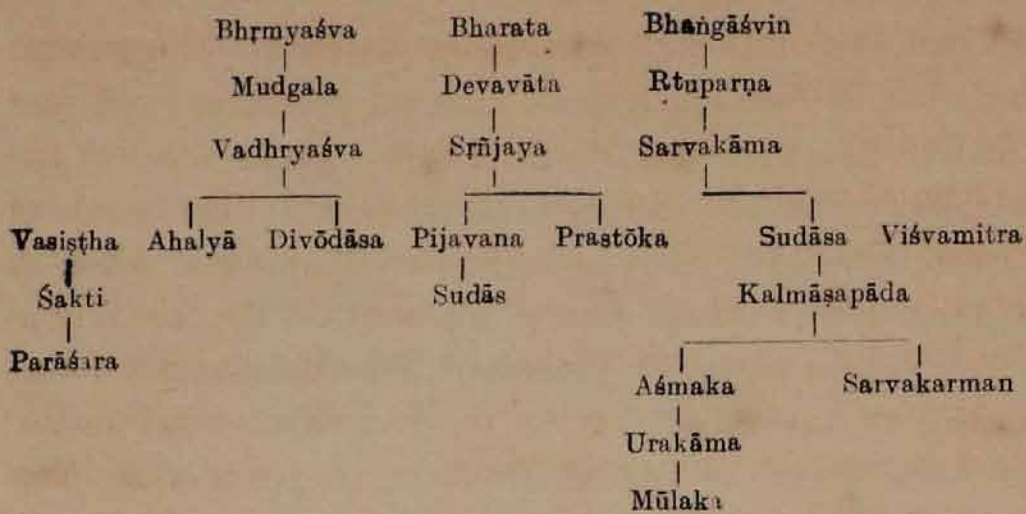 Bhṛmyaśva Bharata Bhaṅgāśvin
Mudgala Devavāta Ṛtuparṇa
Vadhryaśva Sṛñjaya Sarvakāma
Vasiṣṭha Ahalyā Divōdāsa Pijavana Prastōka Sudāsa Viśvamitra
Śakti Sudās Kalmāṣapāda
Parāśara
Aśmaka Sarvakarman
Urakāma
Mūlaka